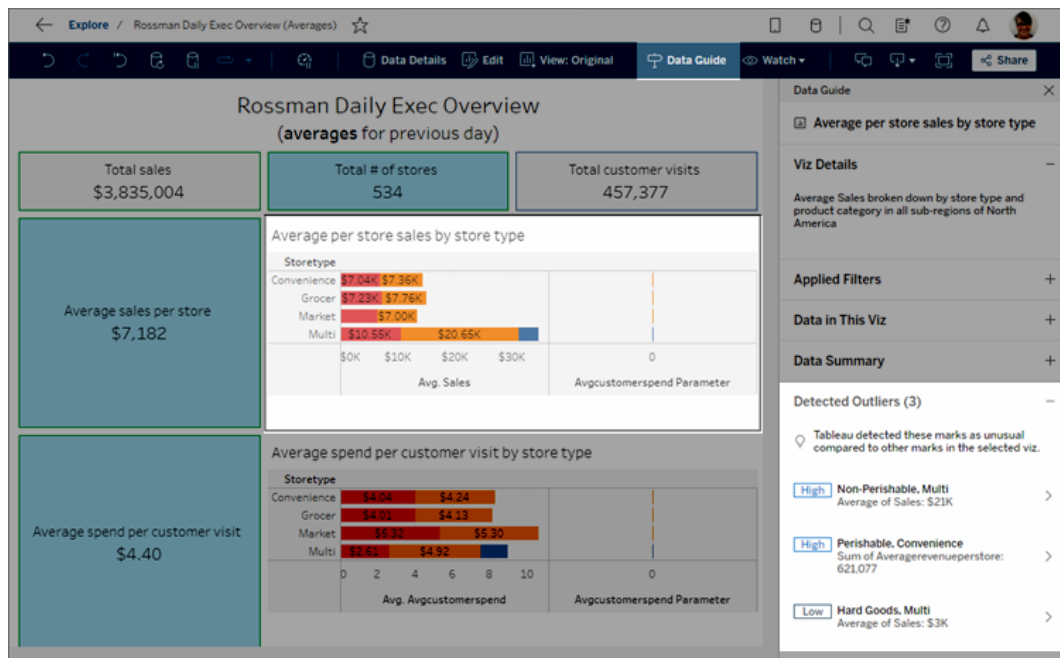 Explore / Rossman Daily Exec Overview (Averages)
Data Details Edit View: Original Data Guide Watch Share
Rossman Daily Exec Overview
(averages for previous day)
Total sales
$3,835,004
Total # of stores
534
Total customer visits
457,377
Average sales per store
$7,182
Average per store sales by store type
Storetype
Convenience $7.04K $7.36K
Grocer $7.23K $7.76K
Market $7.00K
Multi $10.55K $20.65K
$0K $10K $20K $30K 0
Avg. Sales Avgcustomerspend Parameter
Average spend per customer visit
$4.40
Average spend per customer visit by store type
Storetype
Convenience $4.04 $4.24
Grocer $4.01 $4.13
Market $5.32 $5.30
Multi $2.61 $4.92
0 2 4 6 8 10 0
Avg. Avgcustomerspend Avgcustomerspend Parameter
Data Guide
Average per store sales by store type
Viz Details
Average Sales broken down by store type and
product category in all sub-regions of North
America
Applied Filters
Data in This Viz
Data Summary
Detected Outliers (3)
Tableau detected these marks as unusual
compared to other marks in the selected viz.
High Non-Perishable, Multi
Average of Sales: $21K
High Perishable, Convenience
Sum of Averagerevenueperstore:
621,077
Low Hard Goods, Multi
Average of Sales: $3K